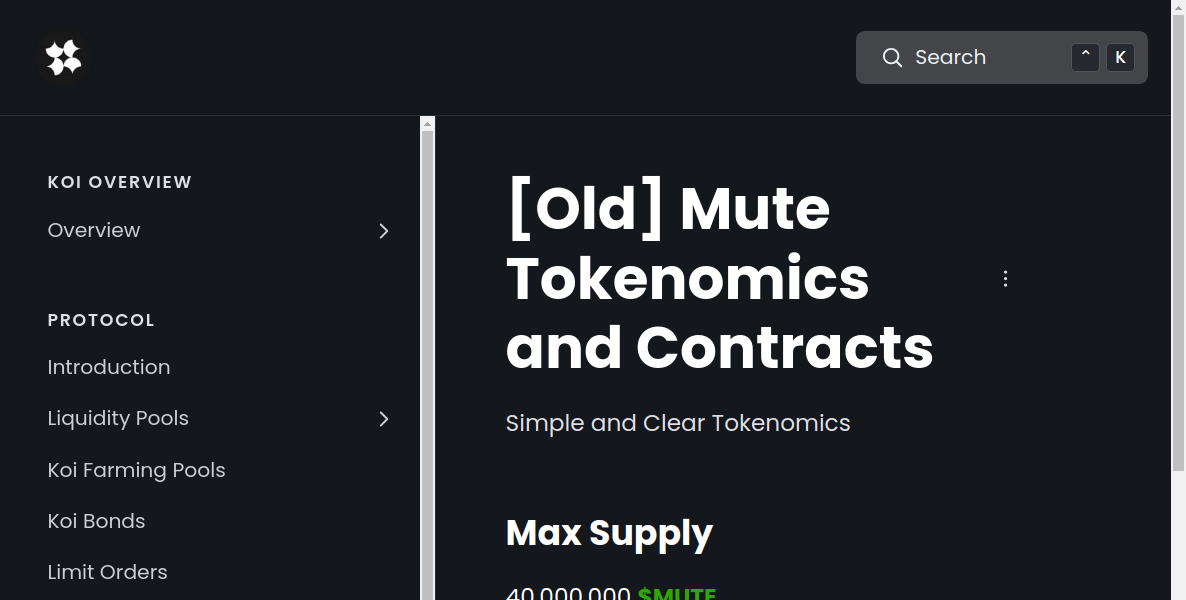 Search
^ K
KOI OVERVIEW
Overview
PROTOCOL
Introduction
Liquidity Pools
Koi Farming Pools
Koi Bonds
Limit Orders
[Old] Mute
Tokenomics
and Contracts
Simple and Clear Tokenomics
Max Supply
40,000,000 $MUTE